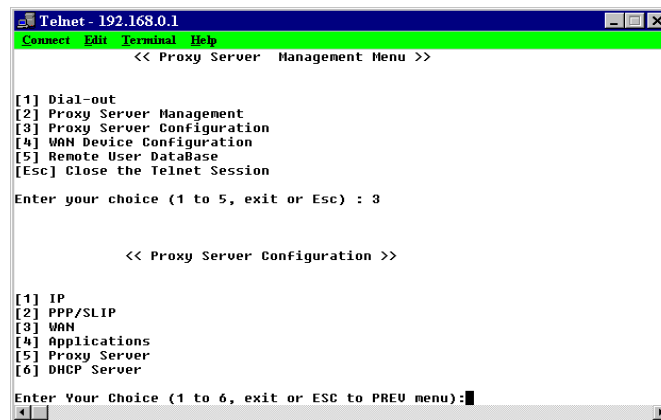 Telnet - 192.168.0.1
Connect Edit Terminal Help
<< Proxy Server Management Menu >>
[1] Dial-out
[2] Proxy Server Management
[3] Proxy Server Configuration
[4] WAN Device Configuration
[5] Remote User DataBase
[Esc] Close the Telnet Session
Enter your choice (1 to 5, exit or Esc) : 3
<< Proxy Server Configuration >>
[1] IP
[2] PPP/SLIP
[3] WAN
[4] Applications
[5] Proxy Server
[6] DHCP Server
Enter Your Choice (1 to 6, exit or ESC to PREV menu):